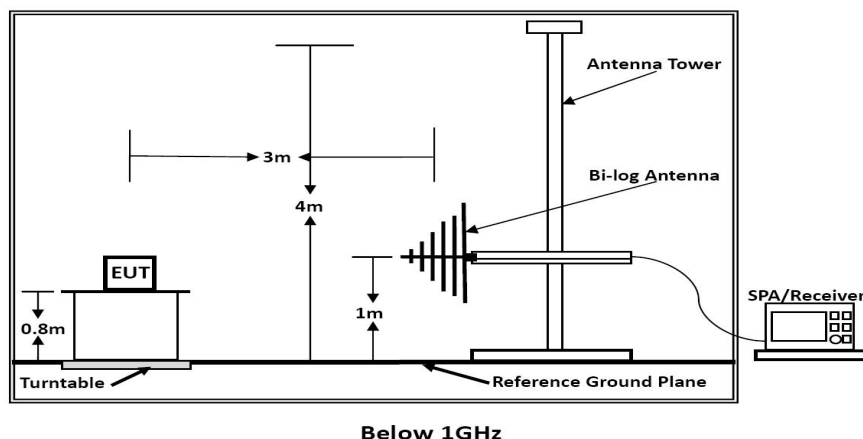 Antenna Tower
3m
Bi-log Antenna
4m
EUT
SPA/Receiver
0.8m
1m
Turntable
Reference Ground Plane
Below 1GHz